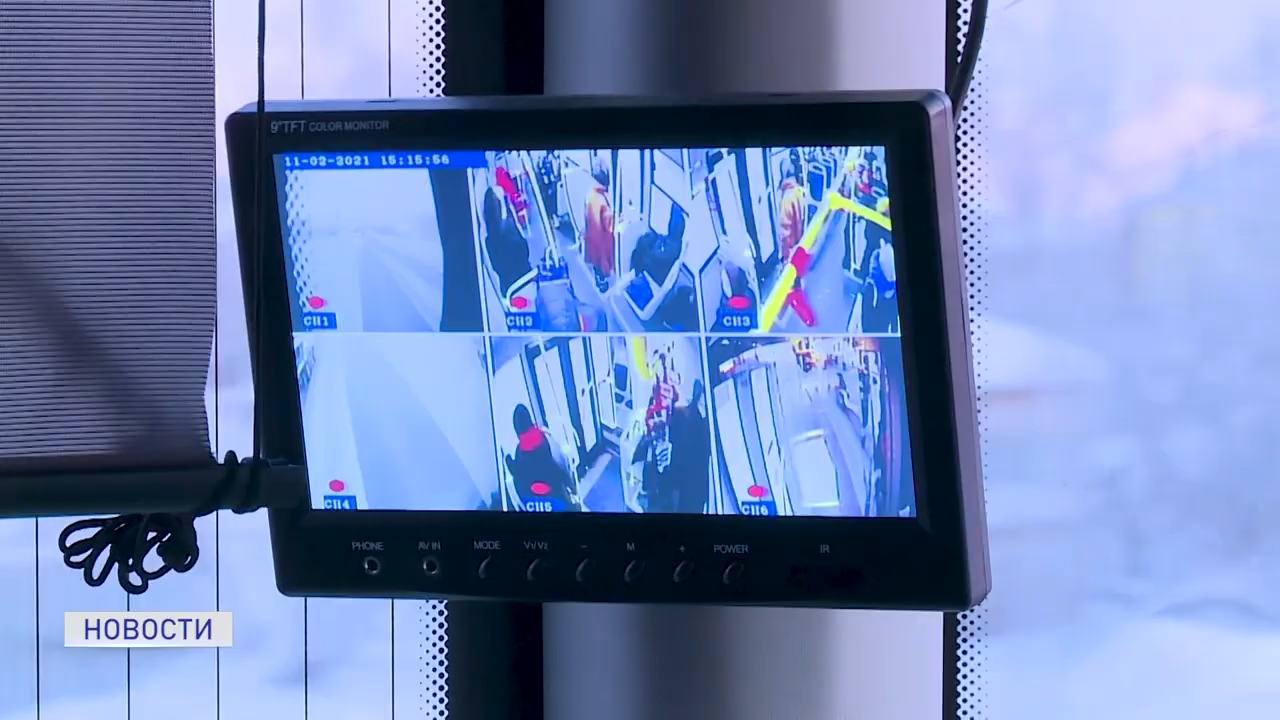 9"TFT COLOR MONITOR
11-02-2021 15:15:56
CH1 CH2 CH3
CH4 CH5 CH6
PHONE AV IN MODE V1/V2 - M + POWER IR
НОВОСТИ